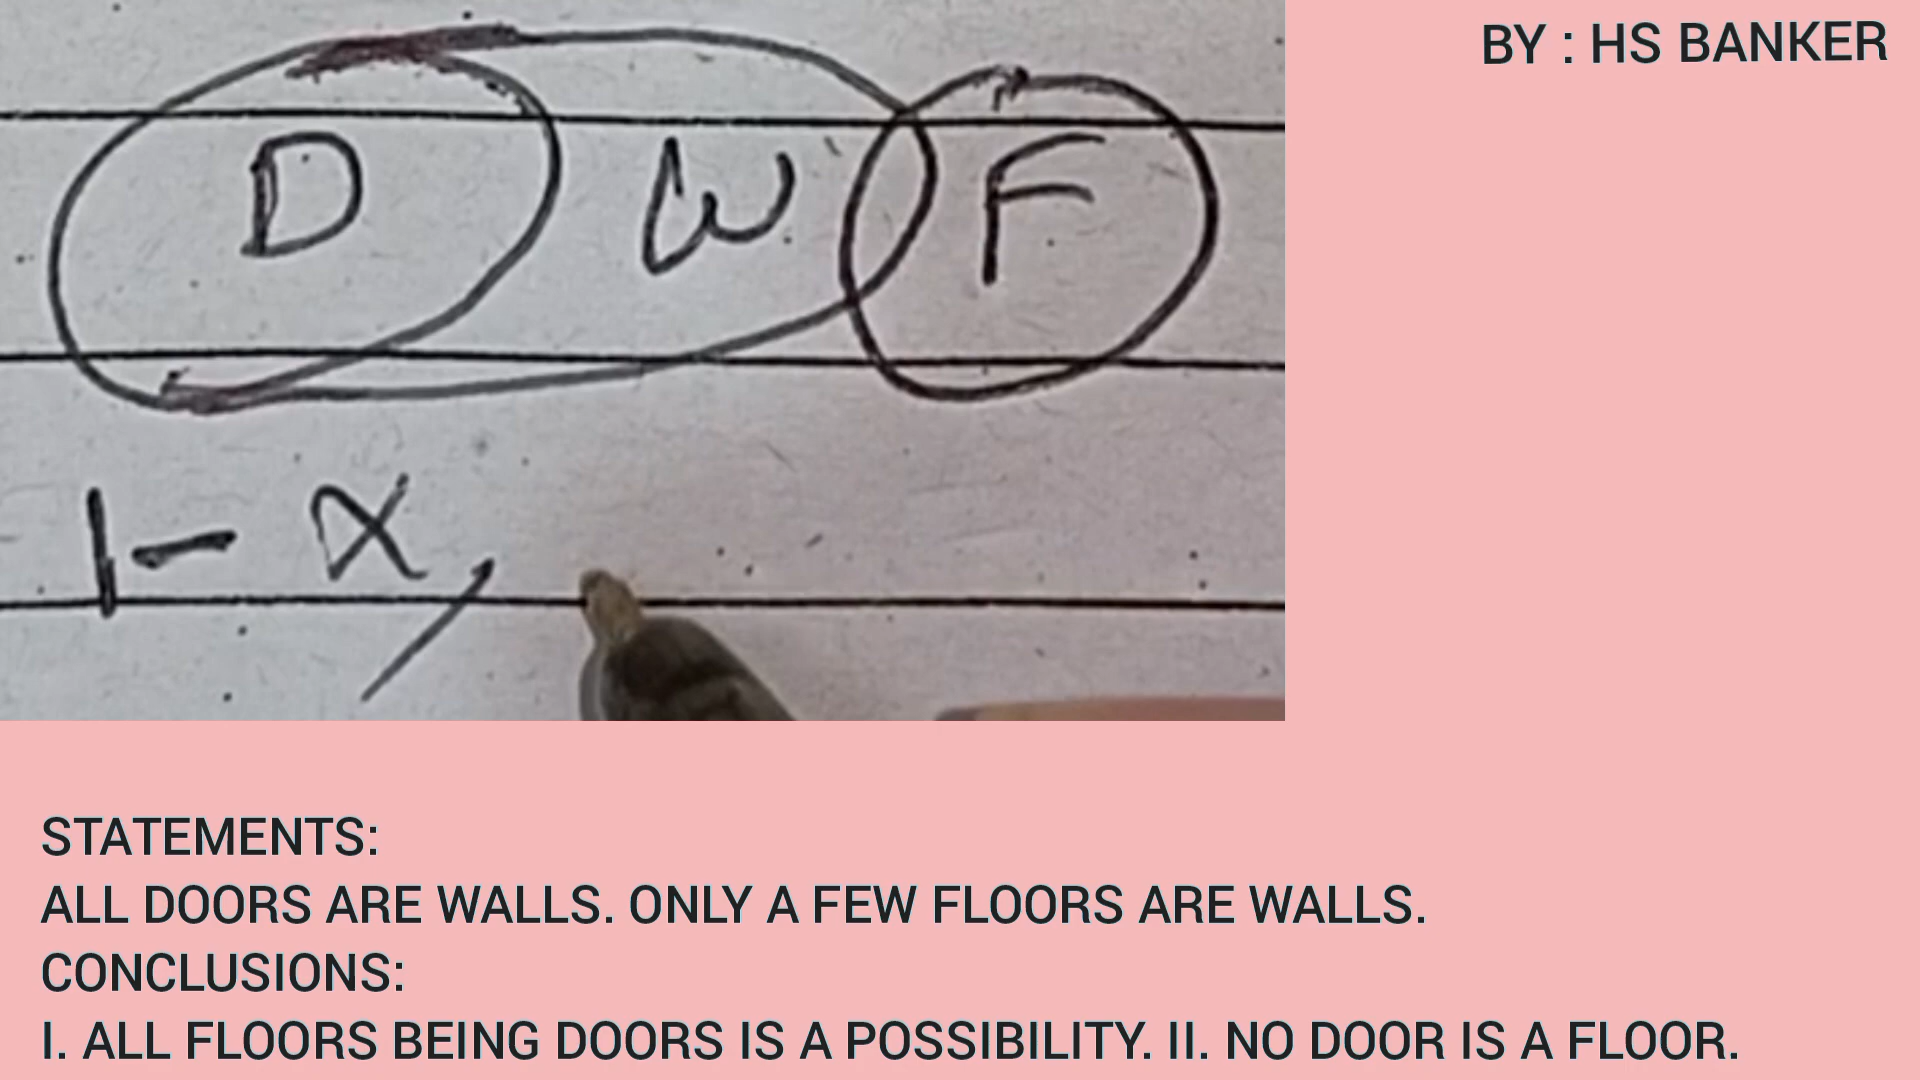 BY : HS BANKER
D W F
1- X,
STATEMENTS:
ALL DOORS ARE WALLS. ONLY A FEW FLOORS ARE WALLS.
CONCLUSIONS:
I. ALL FLOORS BEING DOORS IS A POSSIBILITY. II. NO DOOR IS A FLOOR.